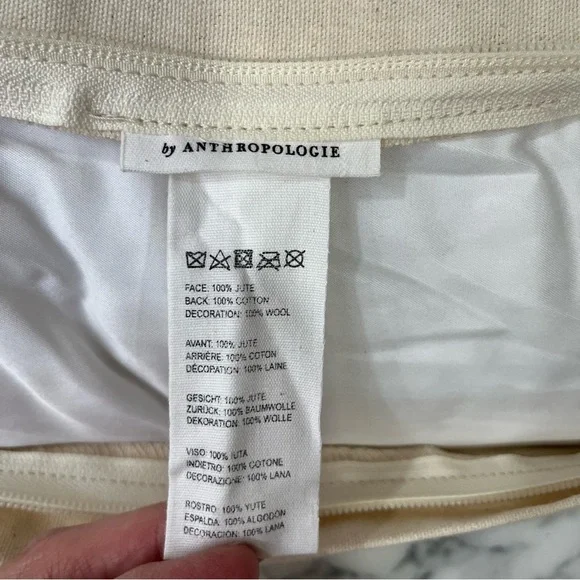 by ANTHROPOLOGIE
FACE: 100% JUTE
BACK: 100% COTTON
DECORATION: 100% WOOL
AVANT: 100% JUTE
ARRIÈRE: 100% COTON
DÉCORATION: 100% LAINE
GESICHT: 100% JUTE
ZURÜCK: 100% BAUMWOLLE
DEKORATION: 100% WOLLE
VISO: 100% IUTA
INDIETRO: 100% COTONE
DECORAZIONE: 100% LANA
ROSTRO: 100% YUTE
ESPALDA: 100% ALGODÓN
DECORACIÓN: 100% LANA